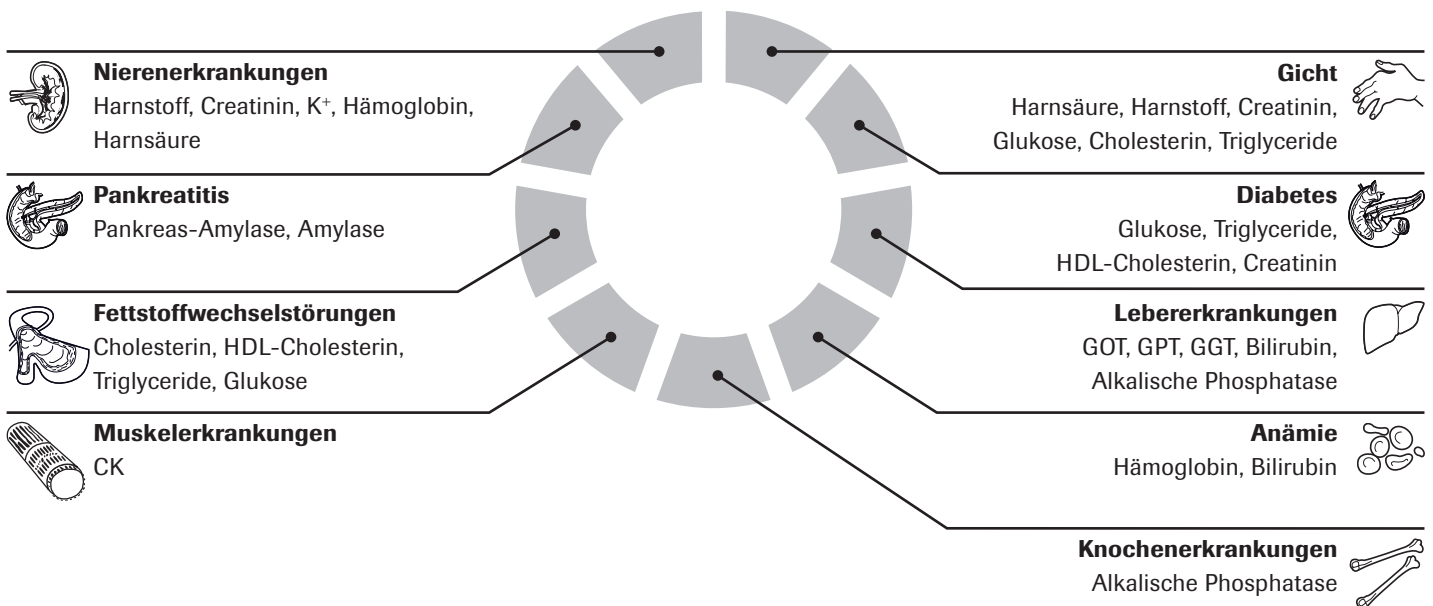 Nierenerkrankungen
Harnstoff, Creatinin, K⁺, Hämoglobin,
Harnsäure
Pankreatitis
Pankreas-Amylase, Amylase
Fettstoffwechselstörungen
Cholesterin, HDL-Cholesterin,
Triglyceride, Glukose
Muskelerkrankungen
CK
Gicht
Harnsäure, Harnstoff, Creatinin,
Glukose, Cholesterin, Triglyceride
Diabetes
Glukose, Triglyceride,
HDL-Cholesterin, Creatinin
Lebererkrankungen
GOT, GPT, GGT, Bilirubin,
Alkalische Phosphatase
Anämie
Hämoglobin, Bilirubin
Knochenerkrankungen
Alkalische Phosphatase